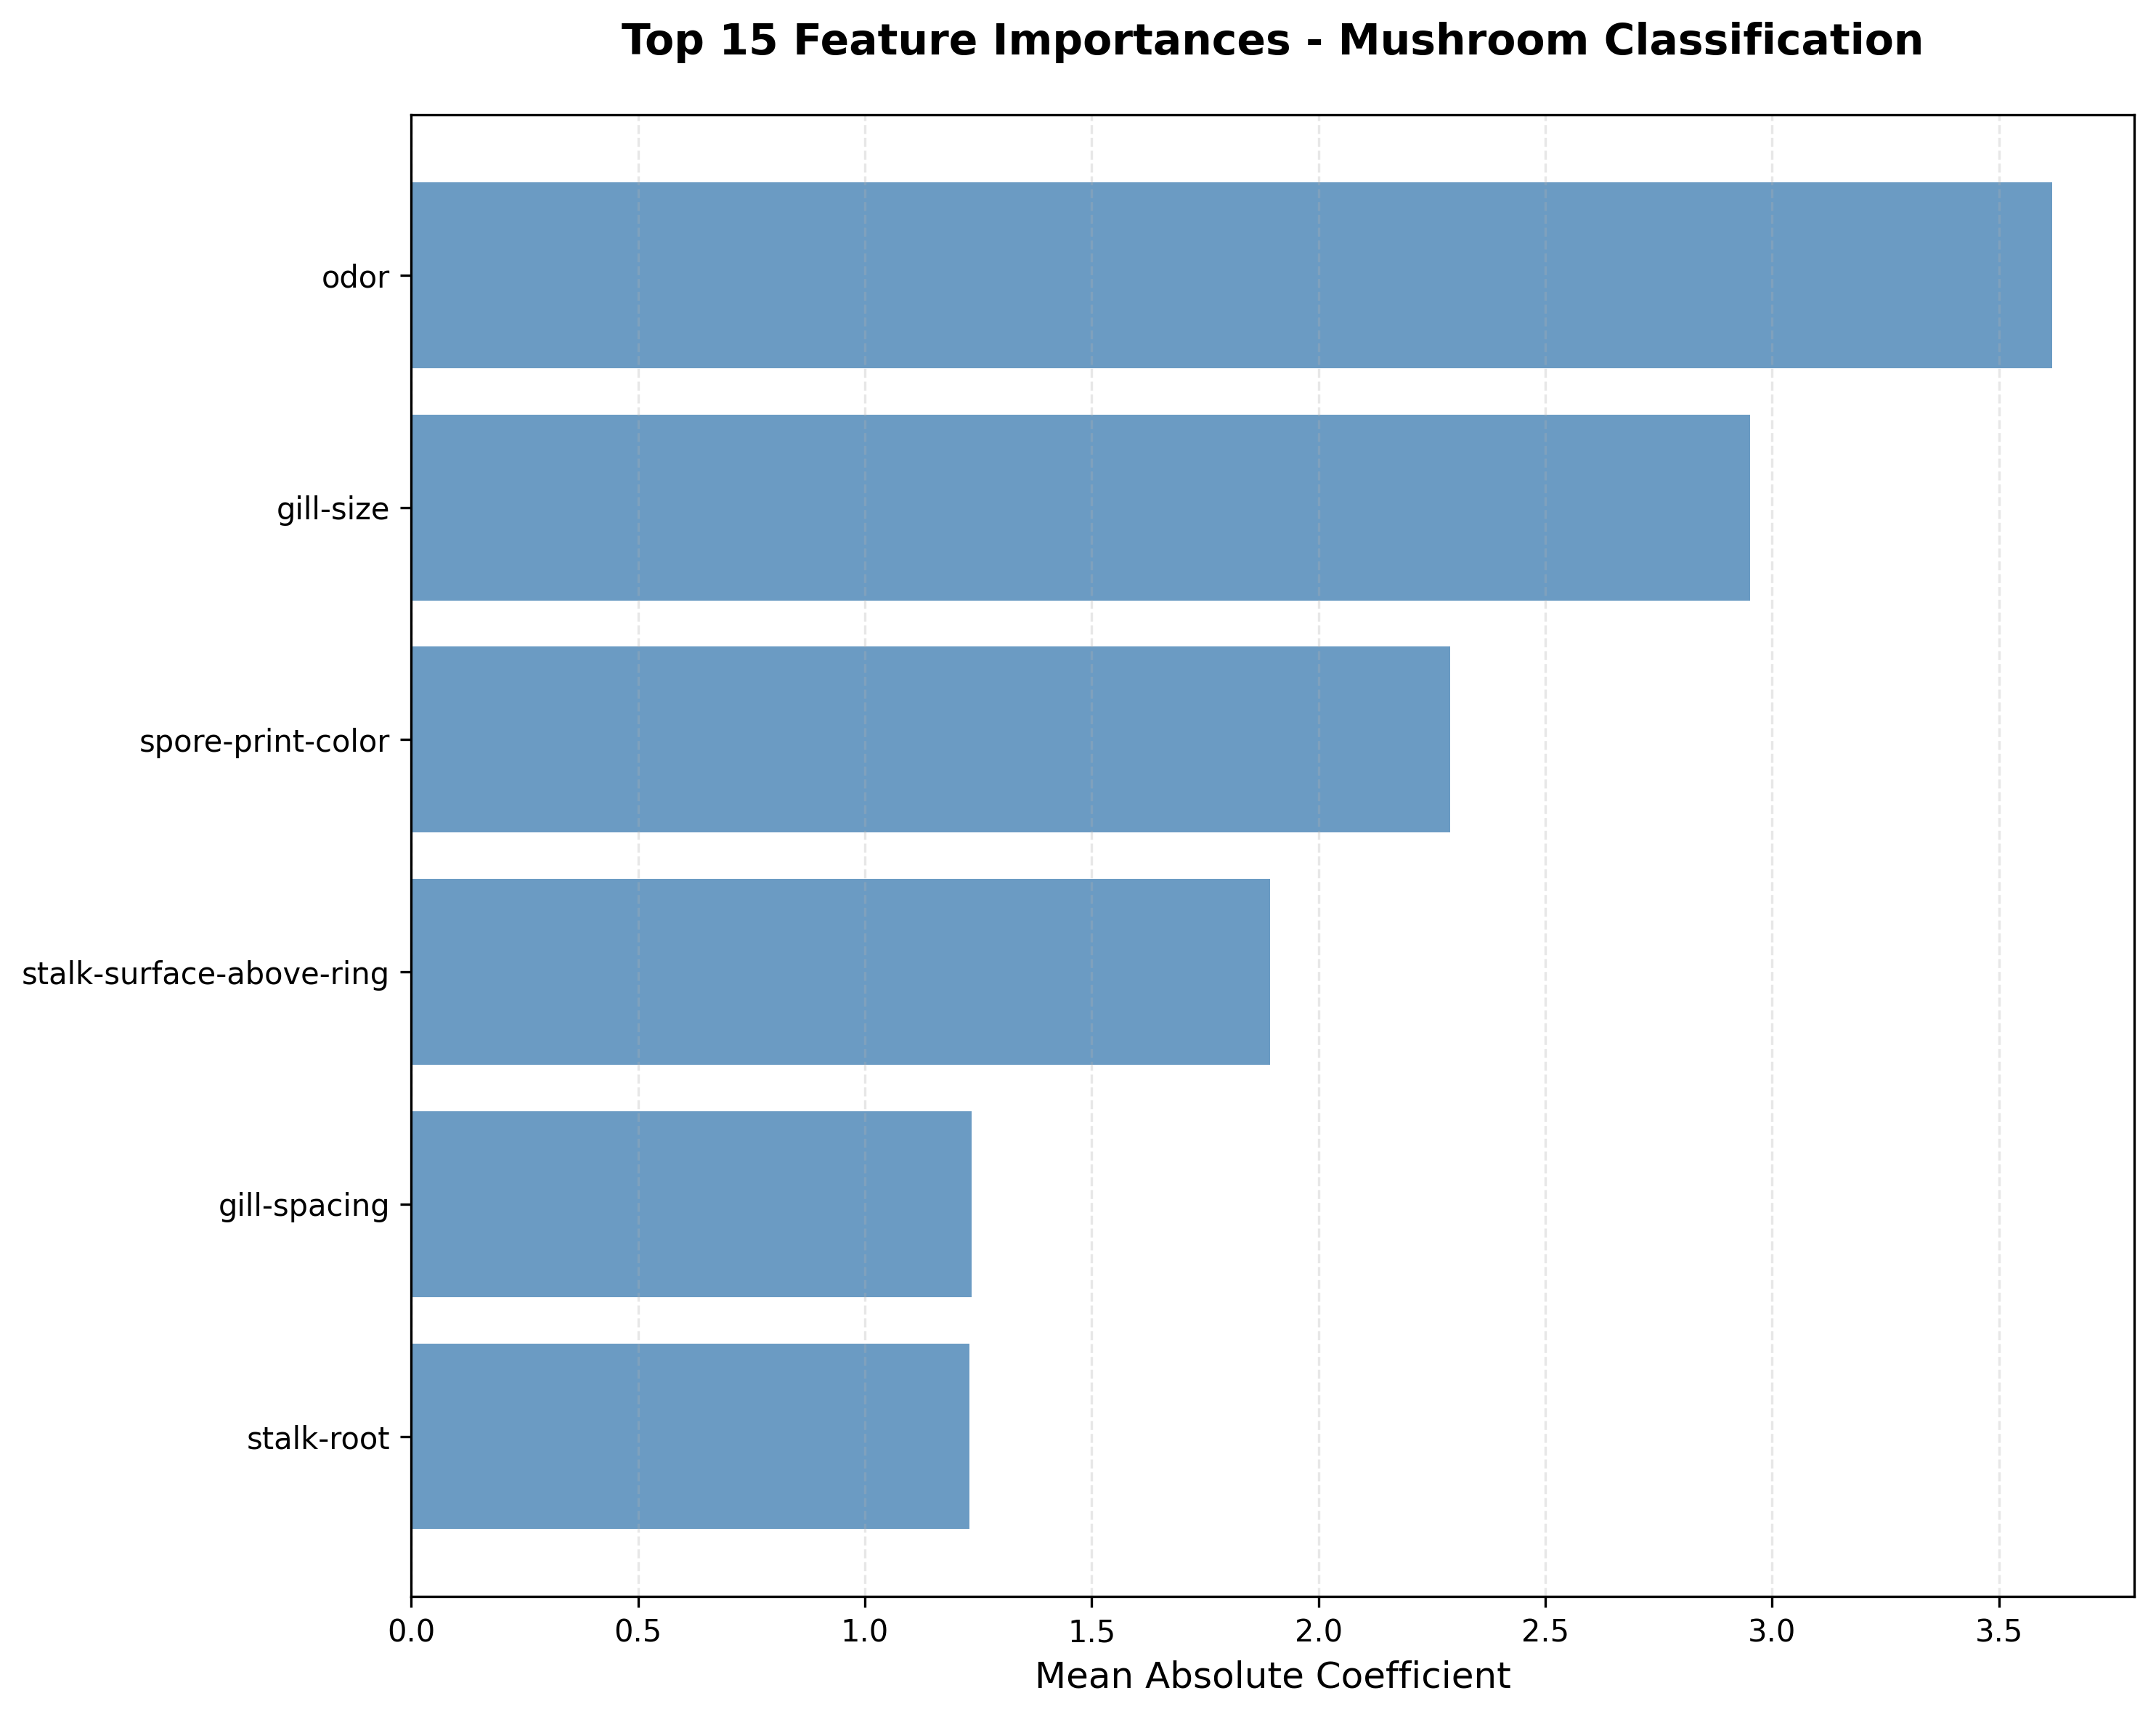 Top 15 Feature Importances - Mushroom Classification
odor
gill-size
spore-print-color
stalk-surface-above-ring
gill-spacing
stalk-root
0.0 0.5 1.0 1.5 2.0 2.5 3.0 3.5
Mean Absolute Coefficient